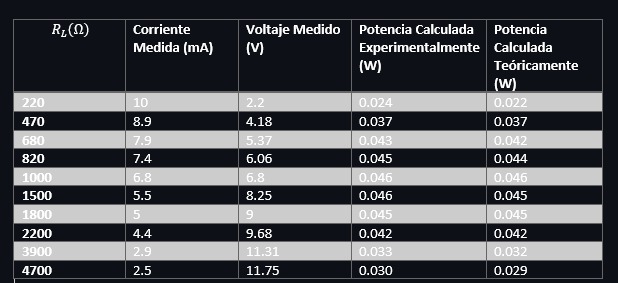 R_L(Ω) Corriente Medida (mA) Voltaje Medido (V) Potencia Calculada Experimentalmente (W) Potencia Calculada Teóricamente (W)
220 10 2.2 0.024 0.022
470 8.9 4.18 0.037 0.037
680 7.9 5.37 0.043 0.042
820 7.4 6.06 0.045 0.044
1000 6.8 6.8 0.046 0.046
1500 5.5 8.25 0.046 0.045
1800 5 9 0.045 0.045
2200 4.4 9.68 0.042 0.042
3900 2.9 11.31 0.033 0.032
4700 2.5 11.75 0.030 0.029